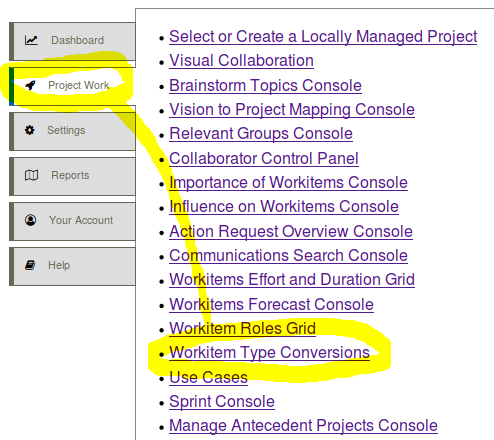 Dashboard
Project Work
Settings
Reports
Your Account
Help
Select or Create a Locally Managed Project
Visual Collaboration
Brainstorm Topics Console
Vision to Project Mapping Console
Relevant Groups Console
Collaborator Control Panel
Importance of Workitems Console
Influence on Workitems Console
Action Request Overview Console
Communications Search Console
Workitems Effort and Duration Grid
Workitems Forecast Console
Workitem Roles Grid
Workitem Type Conversions
Use Cases
Sprint Console
Manage Antecedent Projects Console